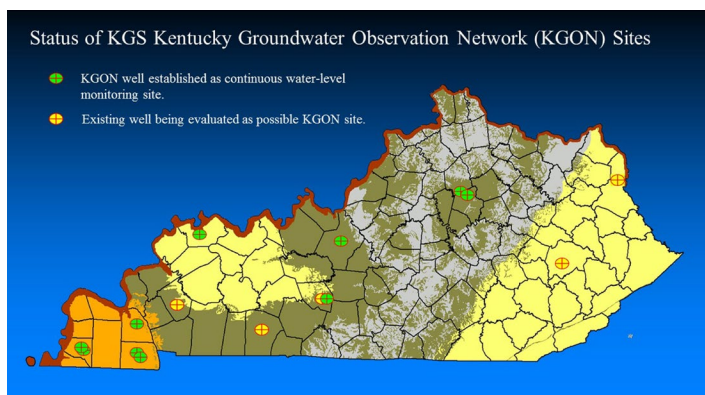 Status of KGS Kentucky Groundwater Observation Network (KGON) Sites
KGON well established as continuous water-level
monitoring site.
Existing well being evaluated as possible KGON site.